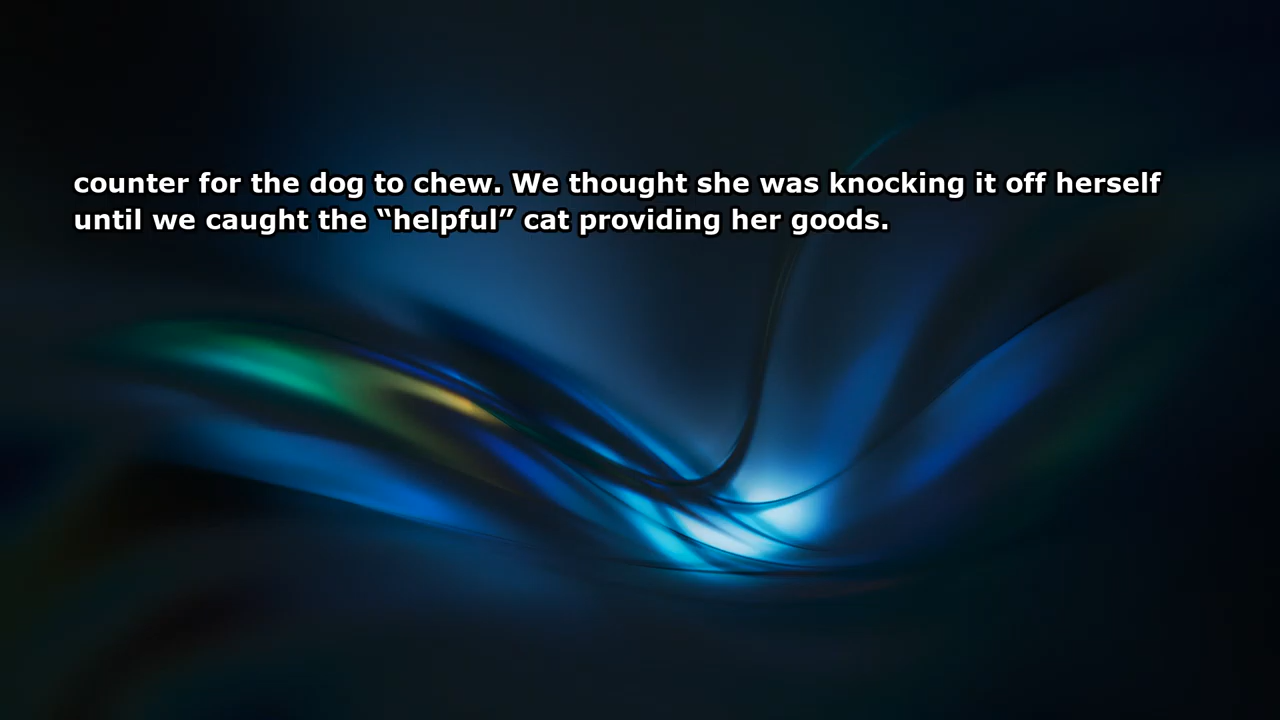 counter for the dog to chew. We thought she was knocking it off herself
until we caught the “helpful” cat providing her goods.